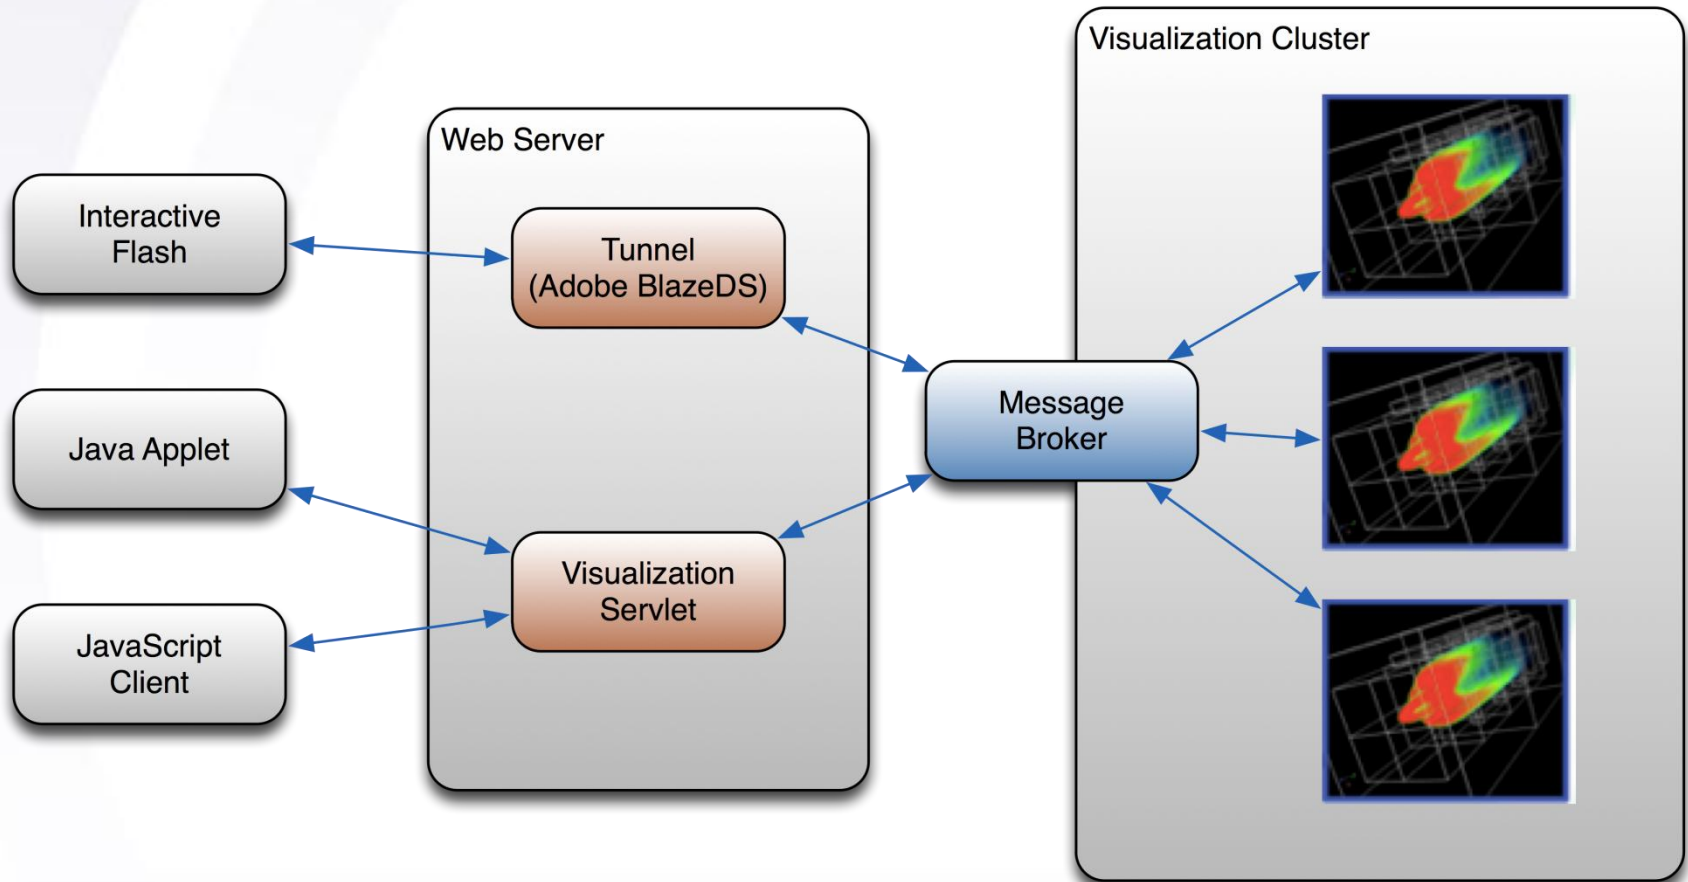 Visualization Cluster
Web Server
Interactive
Flash
Tunnel
(Adobe BlazeDS)
Java Applet
Message
Broker
Visualization
Servlet
JavaScript
Client